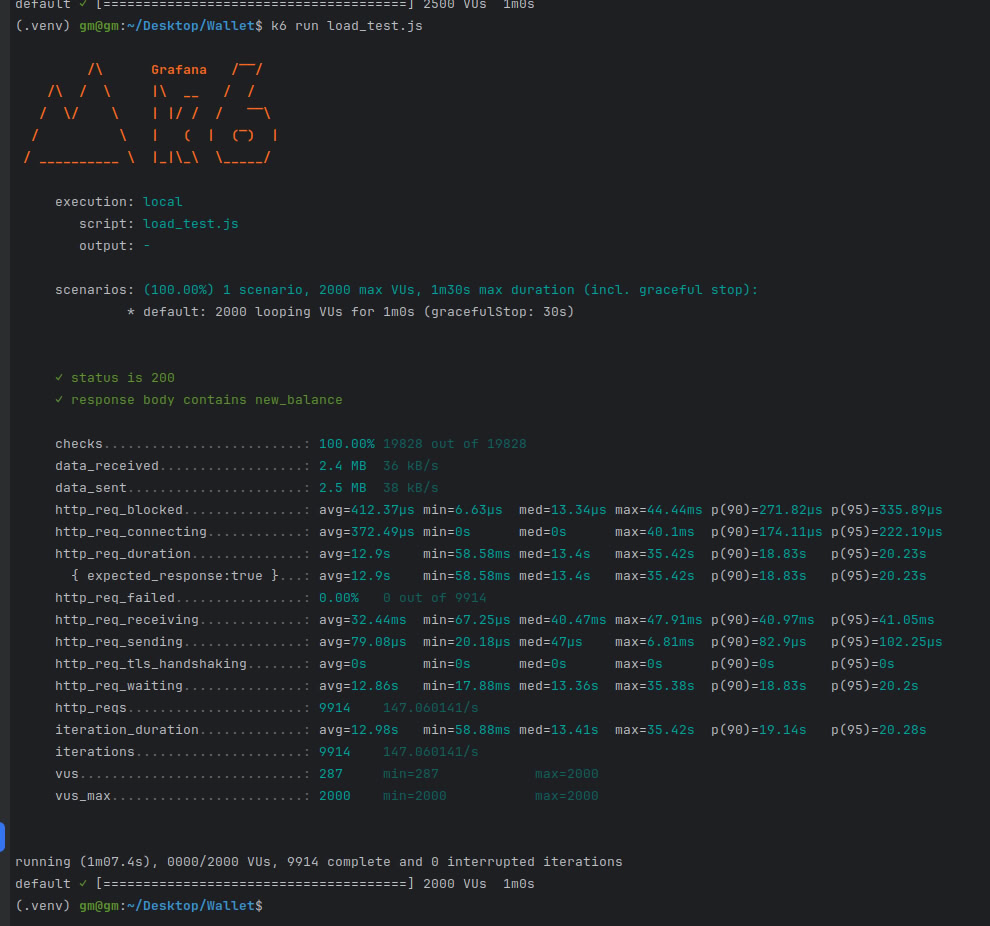 default ✓ [======================================] 2500 VUs  1m0s
(.venv) gm@gm:~/Desktop/Wallet$ k6 run load_test.js
         /\      Grafana   /‾‾/
    /\  /  \     |\  __   /  /
   /  \/    \    | |/ /  /   ‾‾\
  /          \   |   (  |  (‾)  |
 / __________ \  |_|\_\  \_____/
     execution: local
        script: load_test.js
        output: -
     scenarios: (100.00%) 1 scenario, 2000 max VUs, 1m30s max duration (incl. graceful stop):
              * default: 2000 looping VUs for 1m0s (gracefulStop: 30s)
     ✓ status is 200
     ✓ response body contains new_balance
     checks.........................: 100.00% 19828 out of 19828
     data_received..................: 2.4 MB  36 kB/s
     data_sent......................: 2.5 MB  38 kB/s
     http_req_blocked...............: avg=412.37µs min=6.63µs  med=13.34µs max=44.44ms p(90)=271.82µs p(95)=335.89µs
     http_req_connecting............: avg=372.49µs min=0s      med=0s      max=40.1ms  p(90)=174.11µs p(95)=222.19µs
     http_req_duration..............: avg=12.9s    min=58.58ms med=13.4s   max=35.42s  p(90)=18.83s   p(95)=20.23s
       { expected_response:true }...: avg=12.9s    min=58.58ms med=13.4s   max=35.42s  p(90)=18.83s   p(95)=20.23s
     http_req_failed................: 0.00%   0 out of 9914
     http_req_receiving.............: avg=32.44ms  min=67.25µs med=40.47ms max=47.91ms p(90)=40.97ms  p(95)=41.05ms
     http_req_sending...............: avg=79.08µs  min=20.18µs med=47µs    max=6.81ms  p(90)=82.9µs   p(95)=102.25µs
     http_req_tls_handshaking.......: avg=0s       min=0s      med=0s      max=0s      p(90)=0s       p(95)=0s
     http_req_waiting...............: avg=12.86s   min=17.88ms med=13.36s  max=35.38s  p(90)=18.83s   p(95)=20.2s
     http_reqs......................: 9914    147.060141/s
     iteration_duration.............: avg=12.98s   min=58.88ms med=13.41s  max=35.42s  p(90)=19.14s   p(95)=20.28s
     iterations.....................: 9914    147.060141/s
     vus............................: 287     min=287            max=2000
     vus_max........................: 2000    min=2000           max=2000
running (1m07.4s), 0000/2000 VUs, 9914 complete and 0 interrupted iterations
default ✓ [======================================] 2000 VUs  1m0s
(.venv) gm@gm:~/Desktop/Wallet$